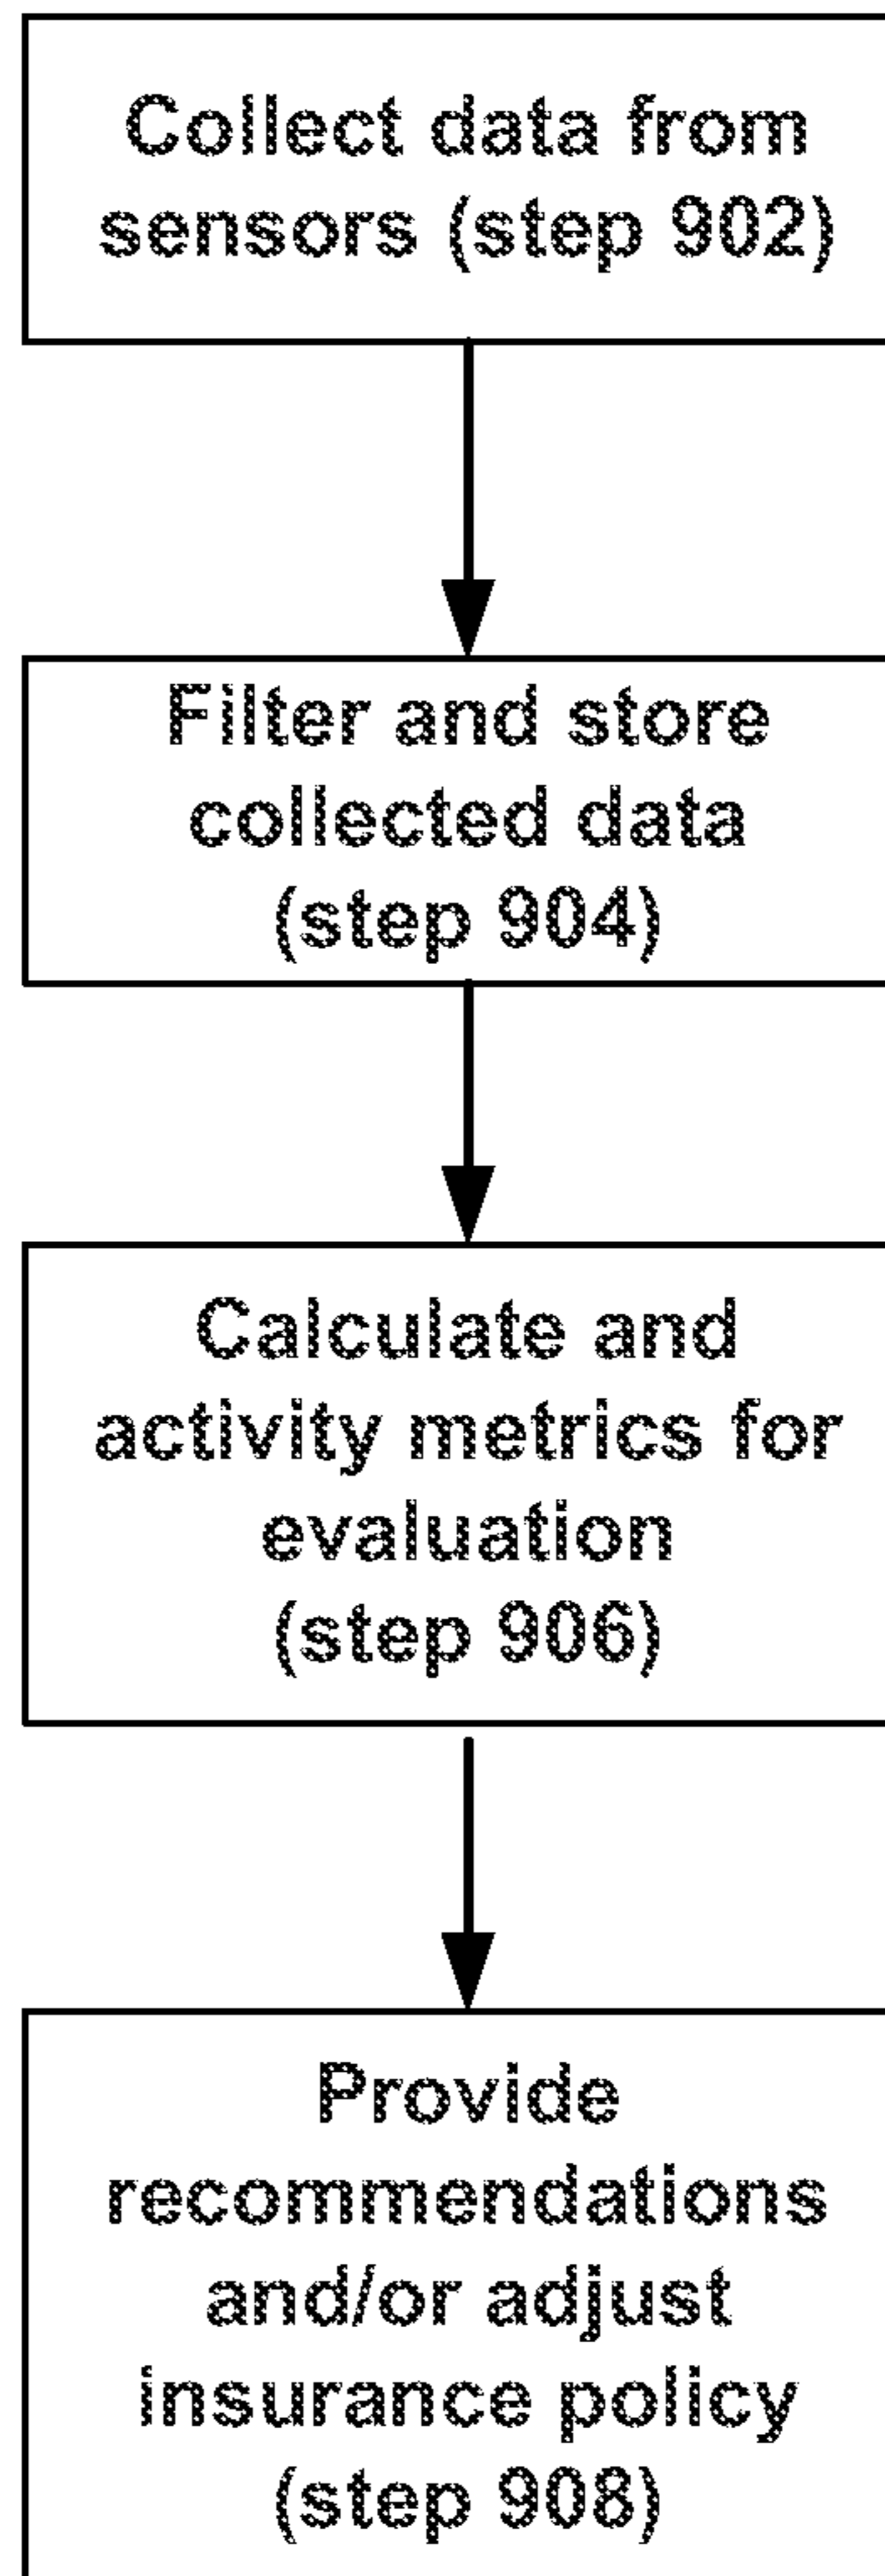 Collect data from
sensors (step 902)
Filter and store
collected data
(step 904)
Calculate and
activity metrics for
evaluation
(step 906)
Provide
recommendations
and/or adjust
insurance policy
(step 908)